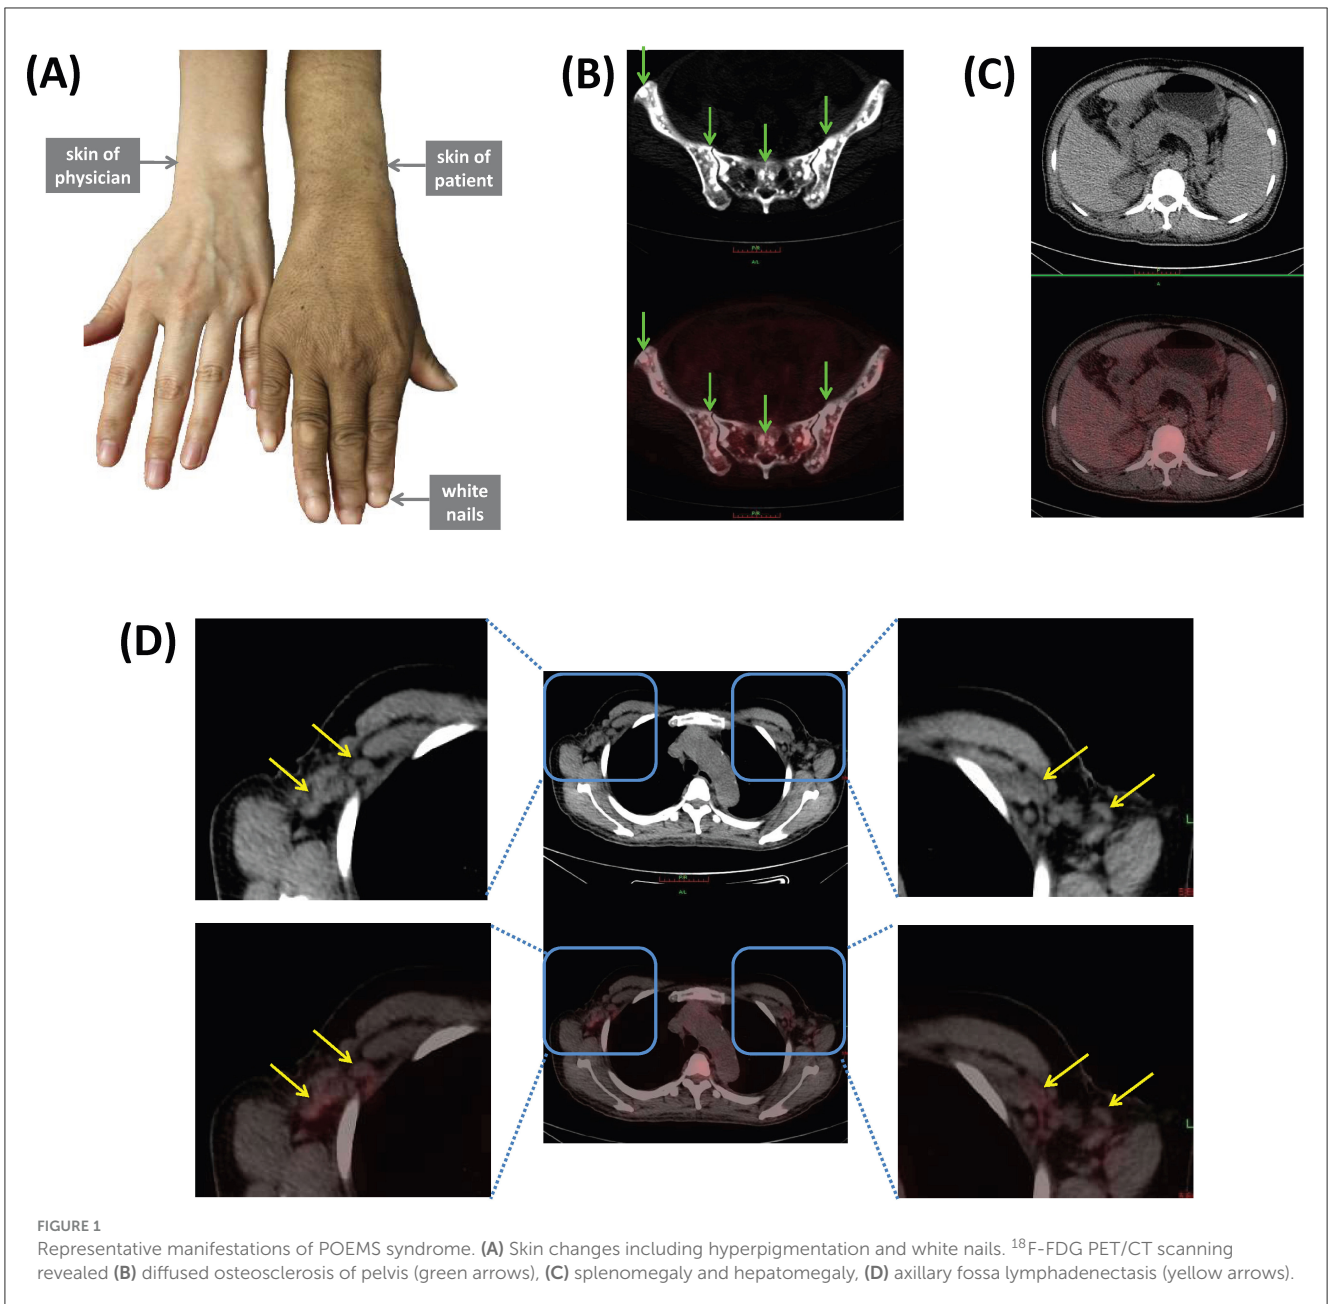 (A)
skin of
physician
skin of
patient
white
nails
(B)
P/R
A/L
P/R
(C)
A
(D)
P/R
A/L
L
L
FIGURE 1
Representative manifestations of POEMS syndrome. (A) Skin changes including hyperpigmentation and white nails. ¹⁸F-FDG PET/CT scanning
revealed (B) diffused osteosclerosis of pelvis (green arrows), (C) splenomegaly and hepatomegaly, (D) axillary fossa lymphadenectasis (yellow arrows).